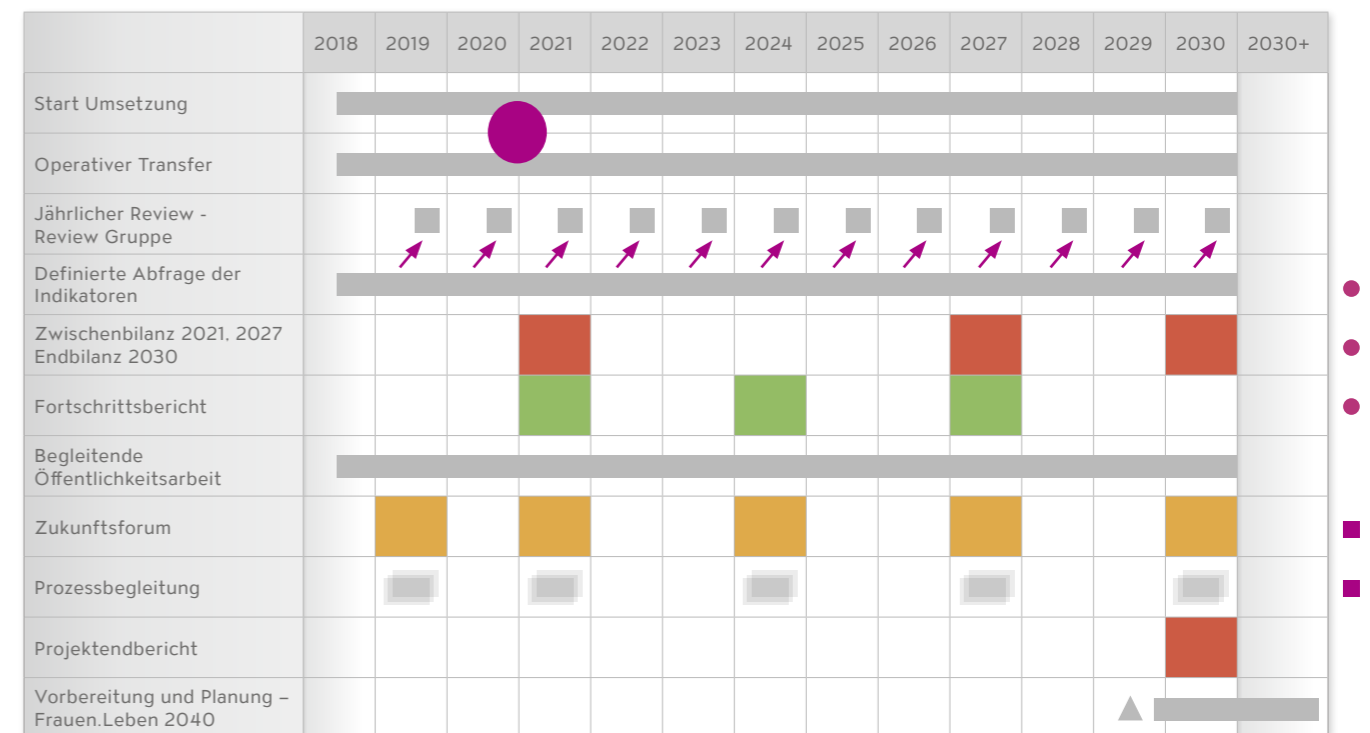 2018 2019 2020 2021 2022 2023 2024 2025 2026 2027 2028 2029 2030 2030+
Start Umsetzung
Operativer Transfer
Jährlicher Review -
Review Gruppe
Definierte Abfrage der
Indikatoren
Zwischenbilanz 2021, 2027
Endbilanz 2030
Fortschrittsbericht
Begleitende
Öffentlichkeitsarbeit
Zukunftsforum
Prozessbegleitung
Projektendbericht
Vorbereitung und Planung –
Frauen.Leben 2040